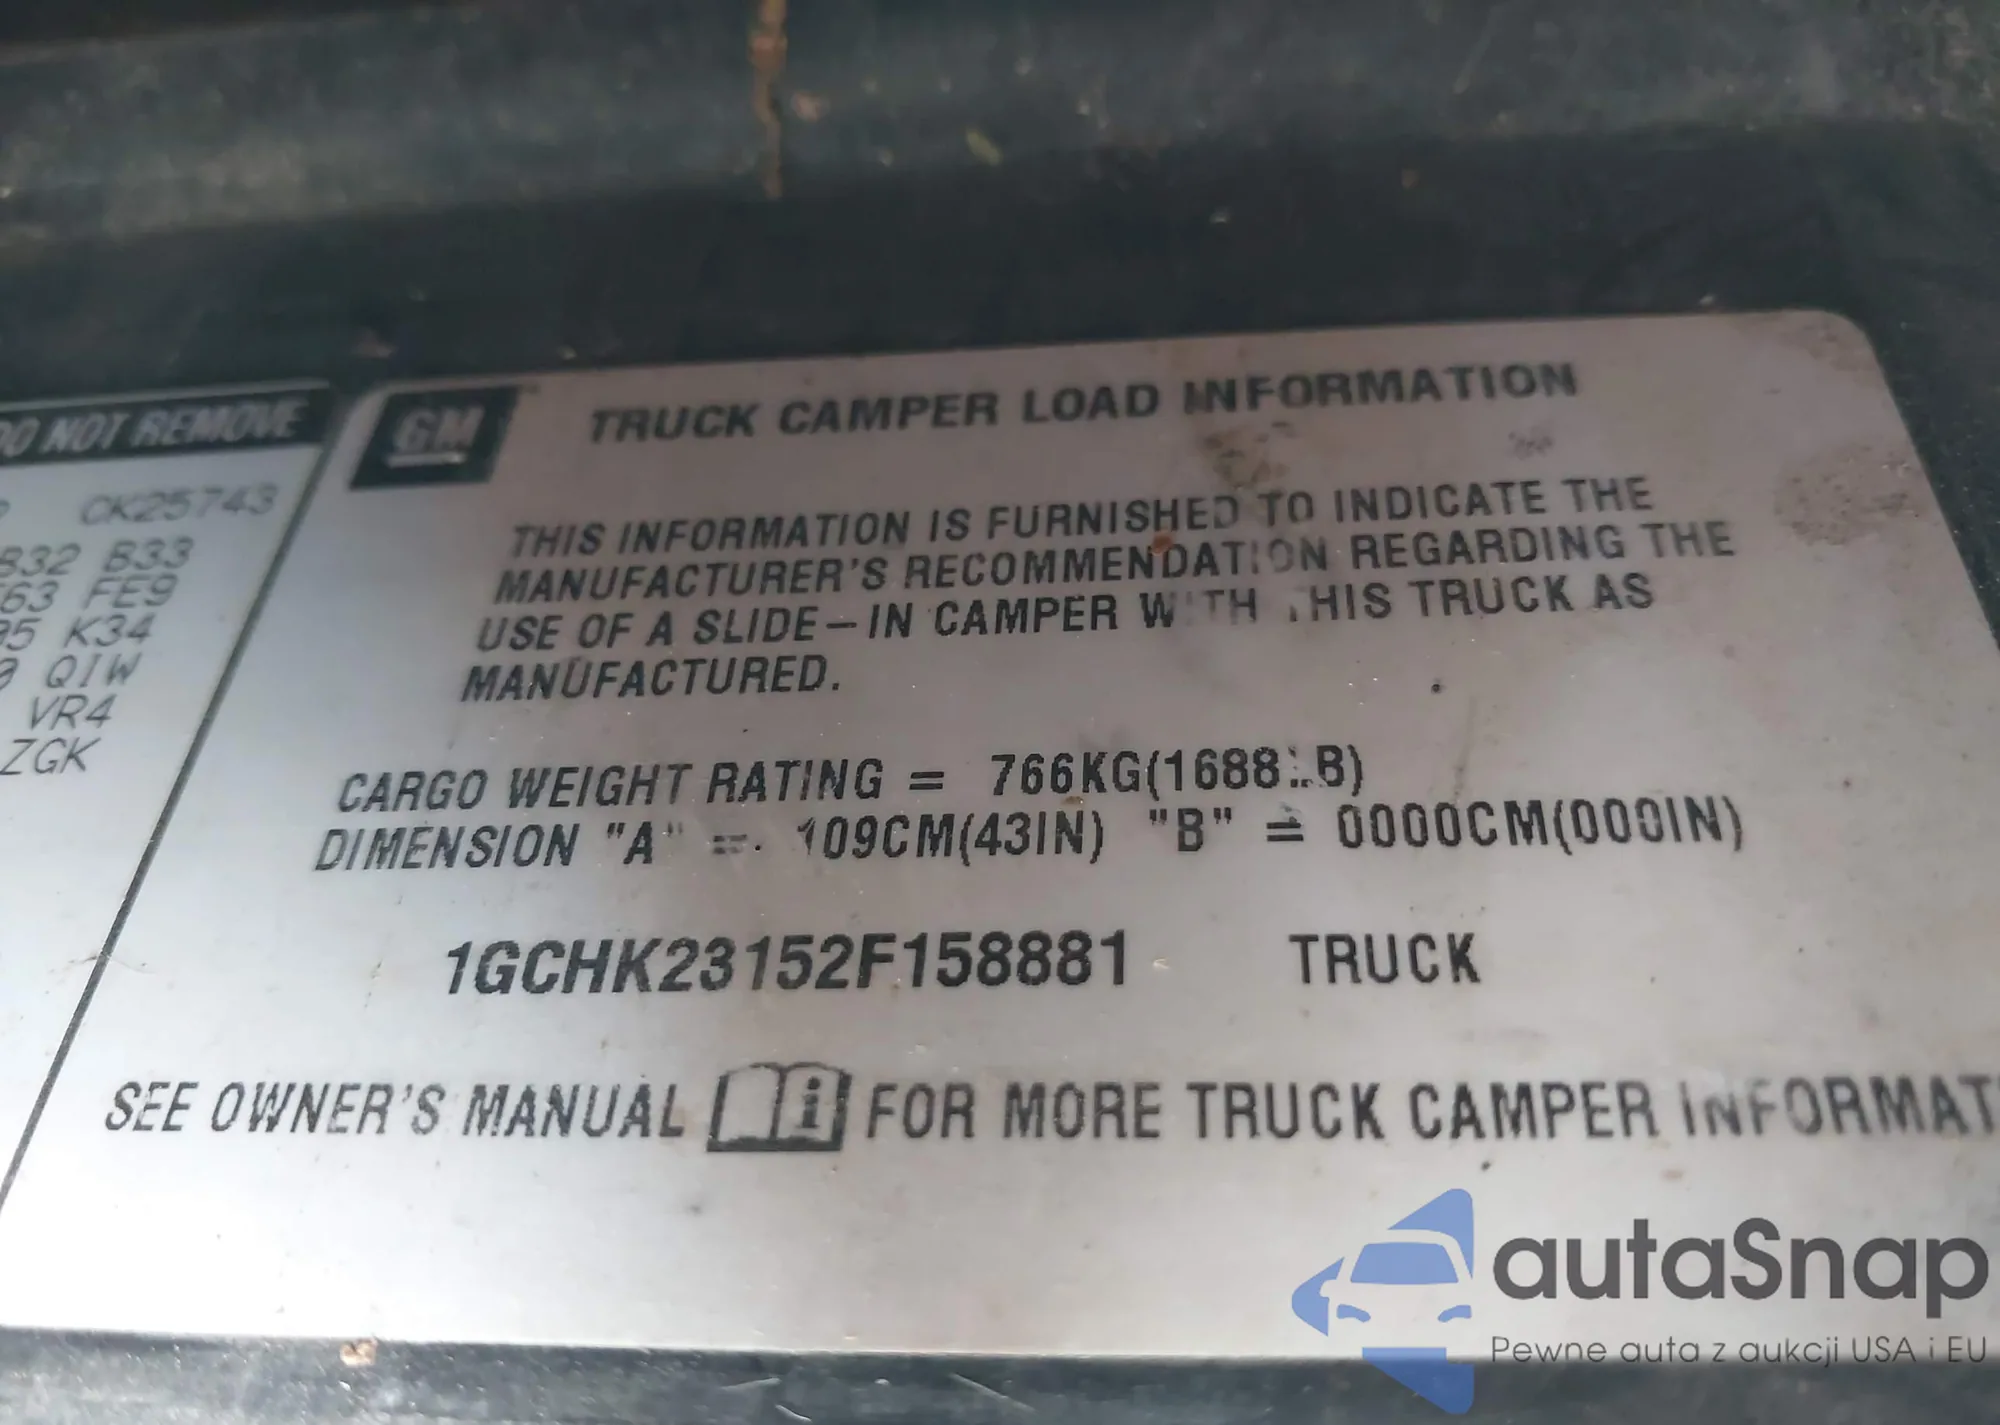 DO NOT REMOVE
CK25743
B32 B33
63 FE9
K34
QIW
VR4
ZGK
GM
TRUCK CAMPER LOAD INFORMATION
THIS INFORMATION IS FURNISHED TO INDICATE THE
MANUFACTURER'S RECOMMENDATION REGARDING THE
USE OF A SLIDE-IN CAMPER WITH THIS TRUCK AS
MANUFACTURED.
CARGO WEIGHT RATING = 766KG(1688LB)
DIMENSION "A" = 109CM(43IN) "B" = 0000CM(000IN)
1GCHK23152F158881 TRUCK
SEE OWNER'S MANUAL i FOR MORE TRUCK CAMPER INFORMAT
autaSnap
Pewne auta z aukcji USA i EU